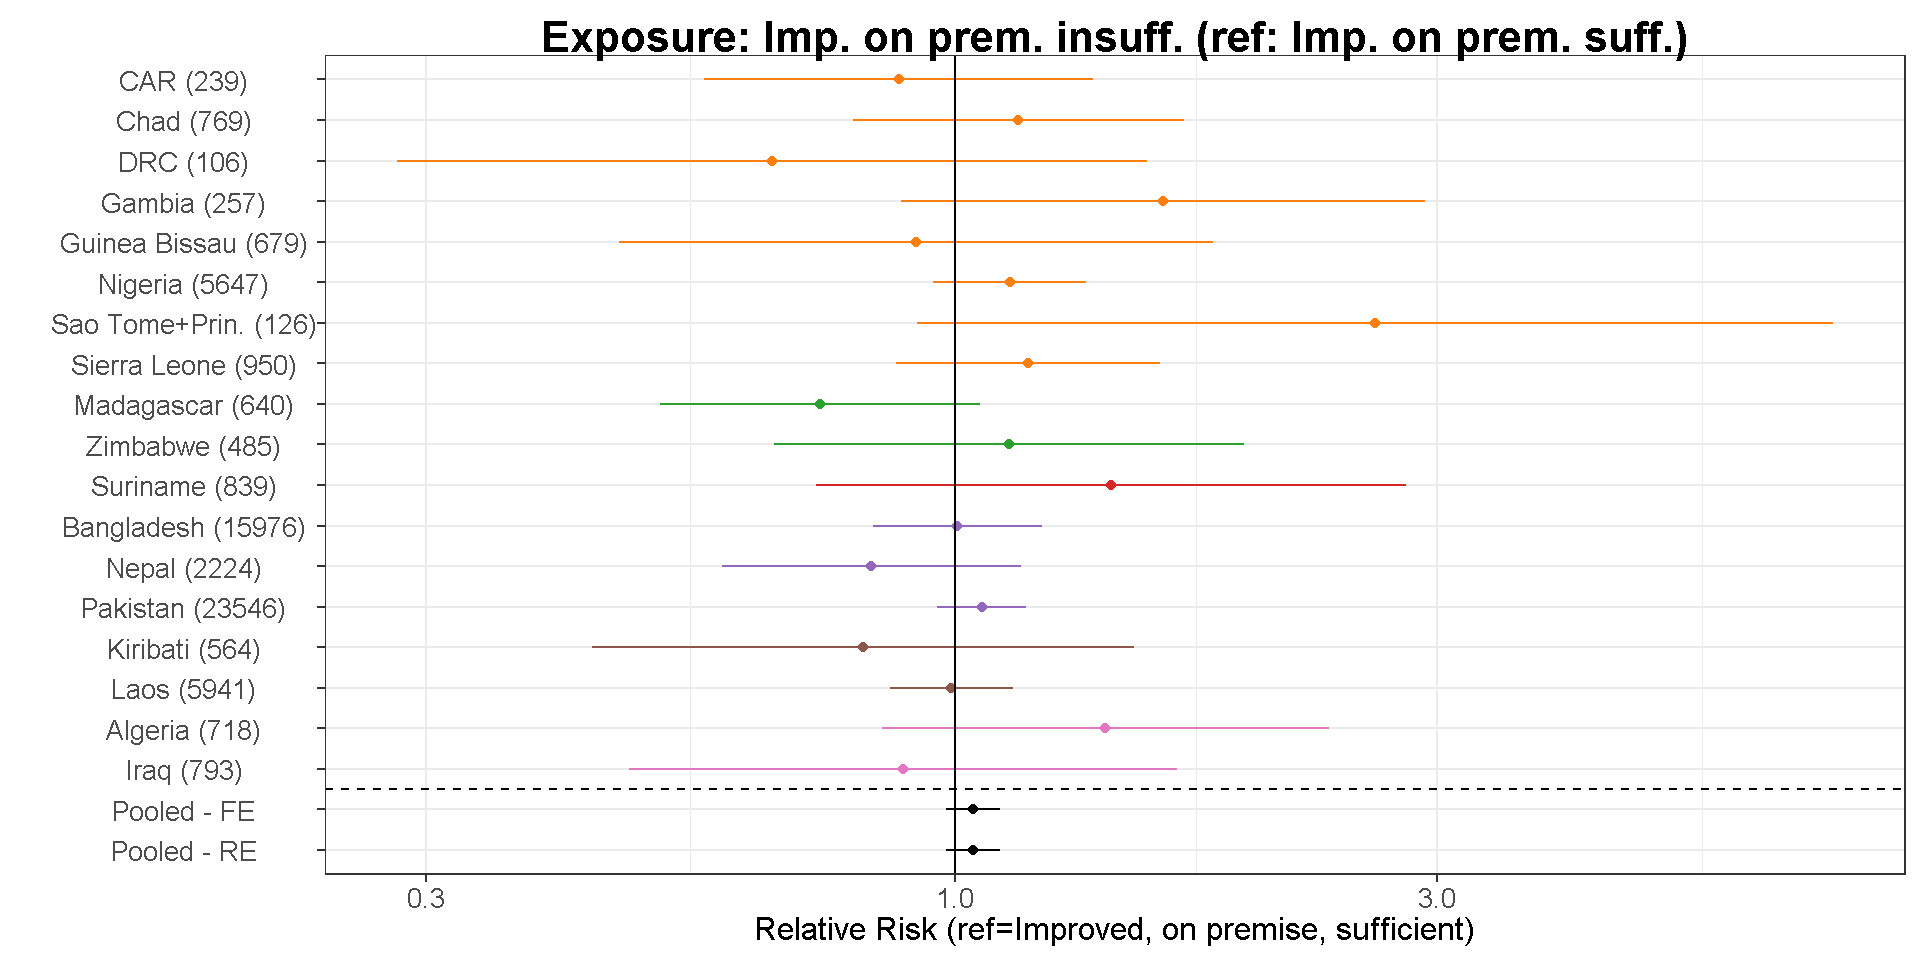 Exposure: Imp. on prem. insuff. (ref: Imp. on prem. suff.)
CAR (239)
Chad (769)
DRC (106)
Gambia (257)
Guinea Bissau (679)
Nigeria (5647)
Sao Tome+Prin. (126)
Sierra Leone (950)
Madagascar (640)
Zimbabwe (485)
Suriname (839)
Bangladesh (15976)
Nepal (2224)
Pakistan (23546)
Kiribati (564)
Laos (5941)
Algeria (718)
Iraq (793)
Pooled - FE
Pooled - RE
0.3 1.0 3.0
Relative Risk (ref=Improved, on premise, sufficient)